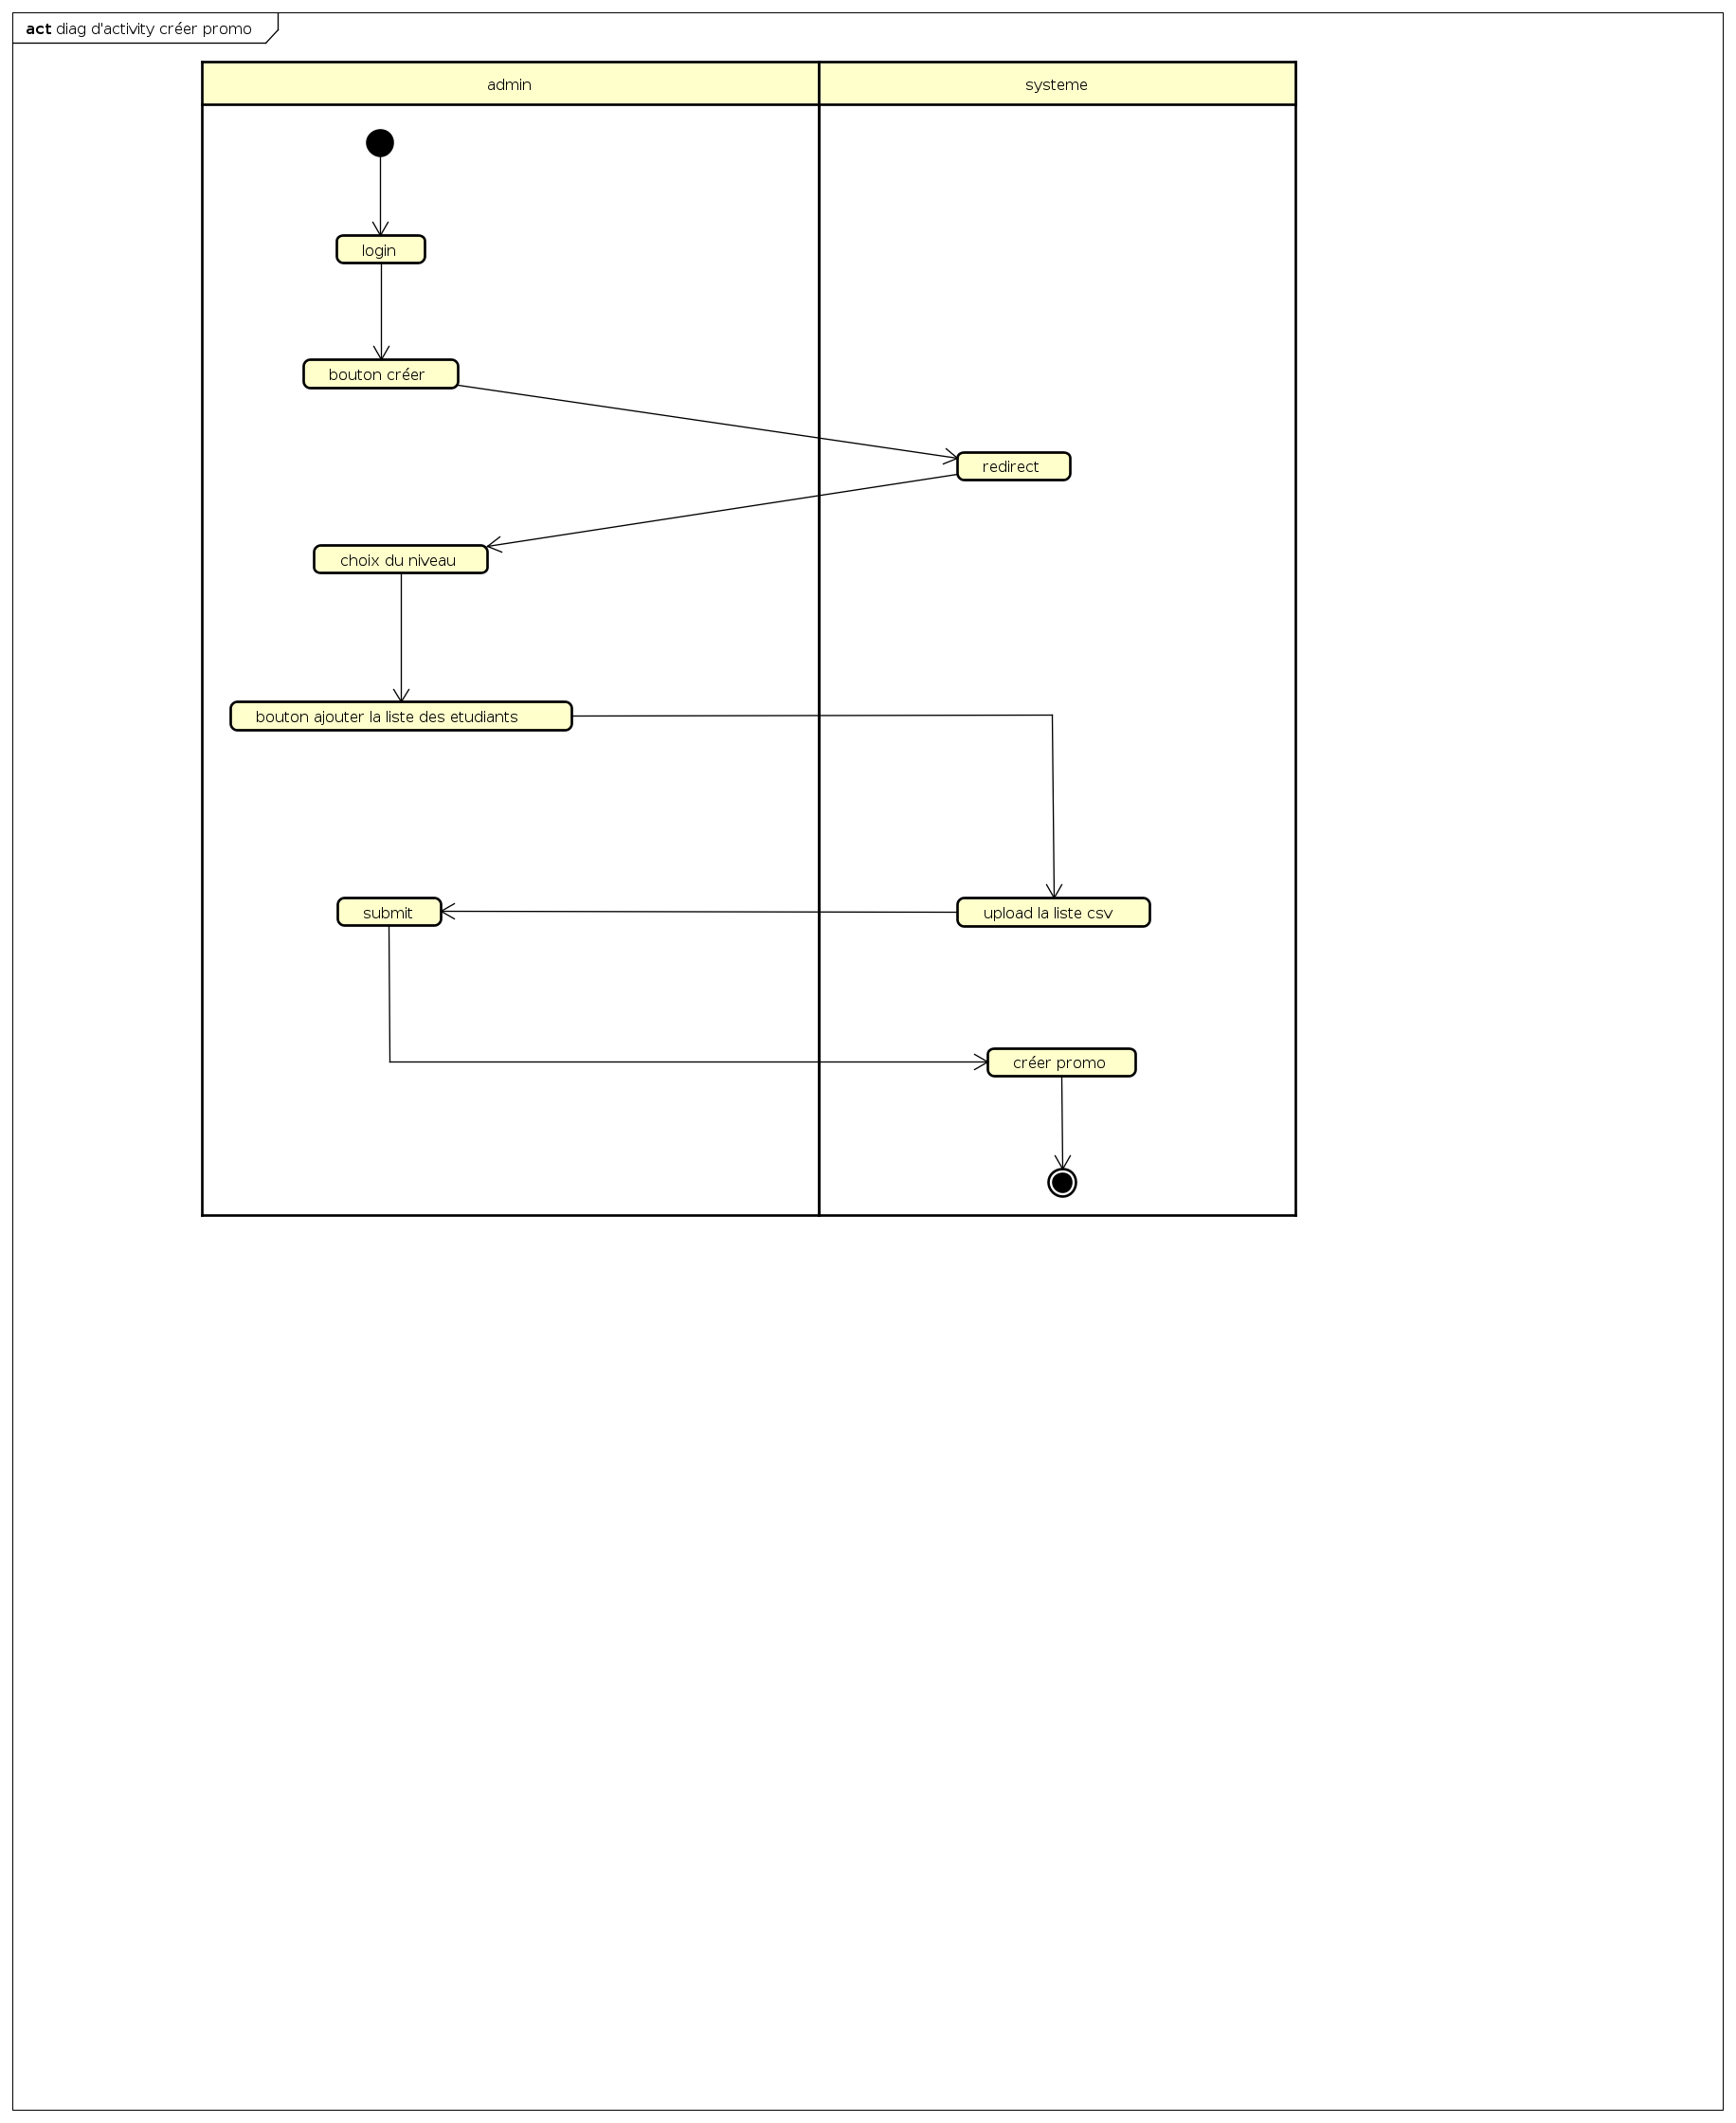 act diag d'activity créer promo
admin
systeme
login
bouton créer
redirect
choix du niveau
bouton ajouter la liste des etudiants
submit
upload la liste csv
créer promo